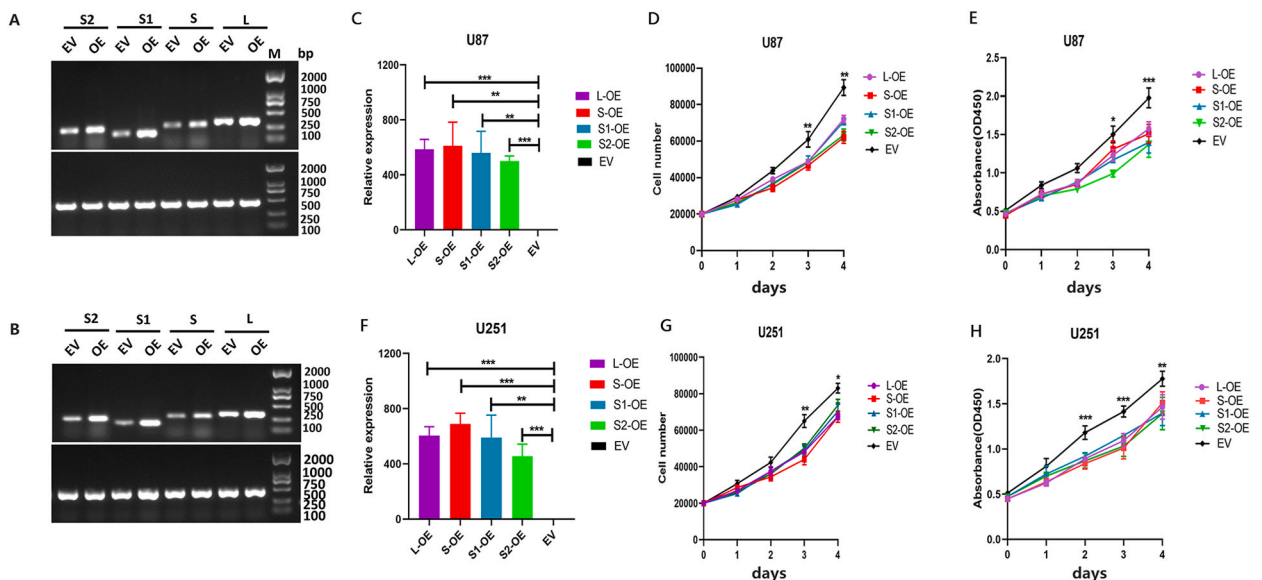 A
S2 S1 S L
EV OE EV OE EV OE EV OE M bp
2000
1000
750
500
250
100
2000
1000
750
500
250
100
C
U87
Relative expression
1200
800
400
0
***
**
**
***
L-OE
S-OE
S1-OE
S2-OE
EV
L-OE S-OE S1-OE S2-OE EV
D
U87
Cell number
100000
80000
60000
40000
20000
0
**
**
L-OE
S-OE
S1-OE
S2-OE
EV
0 1 2 3 4
days
E
U87
Absorbance(OD450)
2.5
2.0
1.5
1.0
0.5
0.0
*
***
L-OE
S-OE
S1-OE
S2-OE
EV
0 1 2 3 4
days
B
S2 S1 S L
EV OE EV OE EV OE EV OE
2000
1000
750
500
250
100
2000
1000
750
500
250
100
F
U251
Relative expression
1200
800
400
0
***
***
**
***
L-OE
S-OE
S1-OE
S2-OE
EV
L-OE S-OE S1-OE S2-OE EV
G
U251
Cell number
100000
80000
60000
40000
20000
0
**
*
L-OE
S-OE
S1-OE
S2-OE
EV
0 1 2 3 4
days
H
U251
Absorbance(OD450)
2.0
1.5
1.0
0.5
0.0
***
***
**
L-OE
S-OE
S1-OE
S2-OE
EV
0 1 2 3 4
days